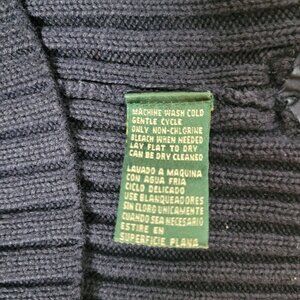 MACHINE WASH COLD
GENTLE CYCLE
ONLY NON-CHLORINE
BLEACH WHEN NEEDED
LAY FLAT TO DRY
CAN BE DRY CLEANED
LAVADO A MAQUINA
CON AGUA FRIA
CICLO DELICADO
USE BLANQUEADORES
SIN CLORO UNICAMENTE
CUANDO SEA NECESARIO
ESTIRE EN
SUPERFICIE PLANA